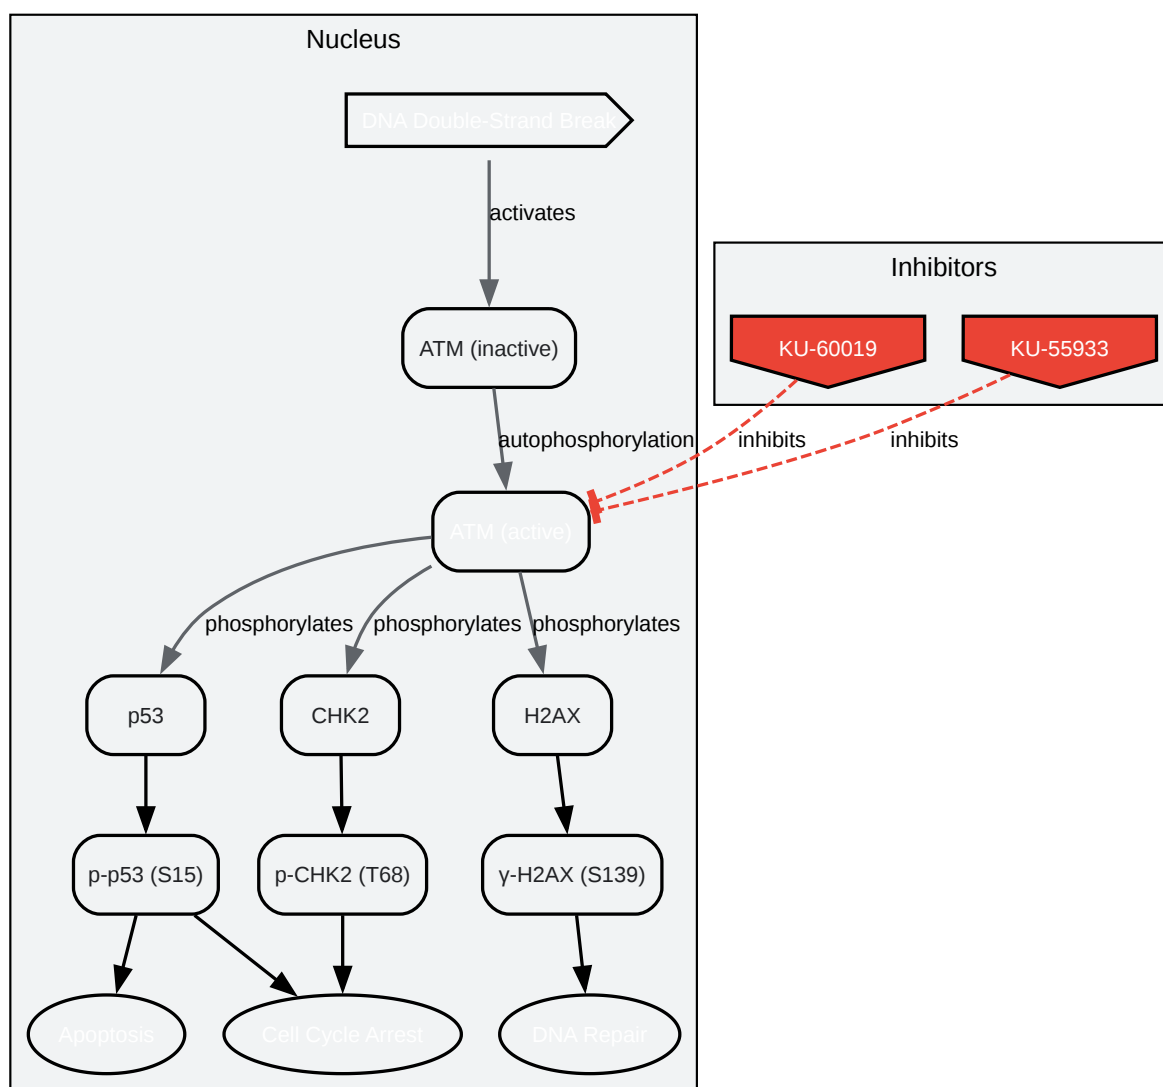 Nucleus
DNA Double-Strand Break
activates
Inhibitors
KU-60019
KU-55933
ATM (inactive)
autophosphorylation
inhibits
inhibits
ATM (active)
phosphorylates
phosphorylates
phosphorylates
p53
CHK2
H2AX
p-p53 (S15)
p-CHK2 (T68)
γ-H2AX (S139)
Apoptosis
Cell Cycle Arrest
DNA Repair